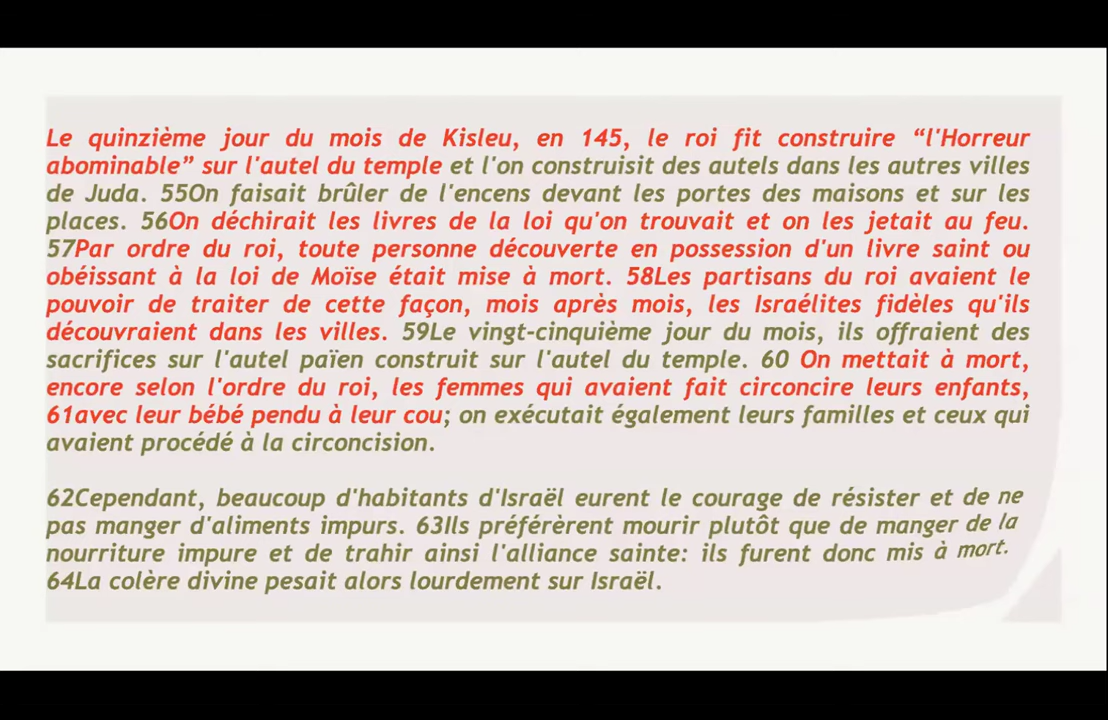 Le quinzième jour du mois de Kisleu, en 145, le roi fit construire “l'Horreur
abominable” sur l'autel du temple et l'on construisit des autels dans les autres villes
de Juda. 55On faisait brûler de l'encens devant les portes des maisons et sur les
places. 56On déchirait les livres de la loi qu'on trouvait et on les jetait au feu.
57Par ordre du roi, toute personne découverte en possession d'un livre saint ou
obéissant à la loi de Moïse était mise à mort. 58Les partisans du roi avaient le
pouvoir de traiter de cette façon, mois après mois, les Israélites fidèles qu'ils
découvraient dans les villes. 59Le vingt-cinquième jour du mois, ils offraient des
sacrifices sur l'autel païen construit sur l'autel du temple. 60 On mettait à mort,
encore selon l'ordre du roi, les femmes qui avaient fait circoncire leurs enfants,
61avec leur bébé pendu à leur cou; on exécutait également leurs familles et ceux qui
avaient procédé à la circoncision.
62Cependant, beaucoup d'habitants d'Israël eurent le courage de résister et de ne
pas manger d'aliments impurs. 63Ils préférèrent mourir plutôt que de manger de la
nourriture impure et de trahir ainsi l'alliance sainte: ils furent donc mis à mort.
64La colère divine pesait alors lourdement sur Israël.